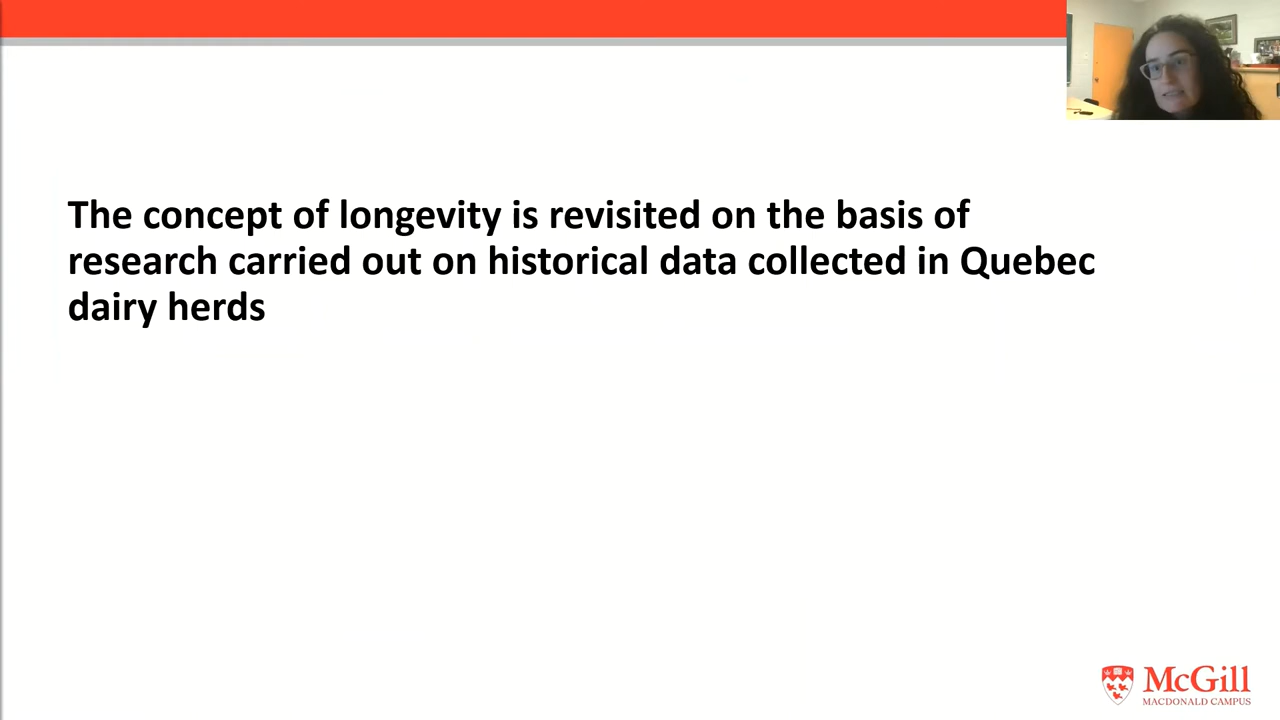 The concept of longevity is revisited on the basis of
research carried out on historical data collected in Quebec
dairy herds
McGill
MACDONALD CAMPUS